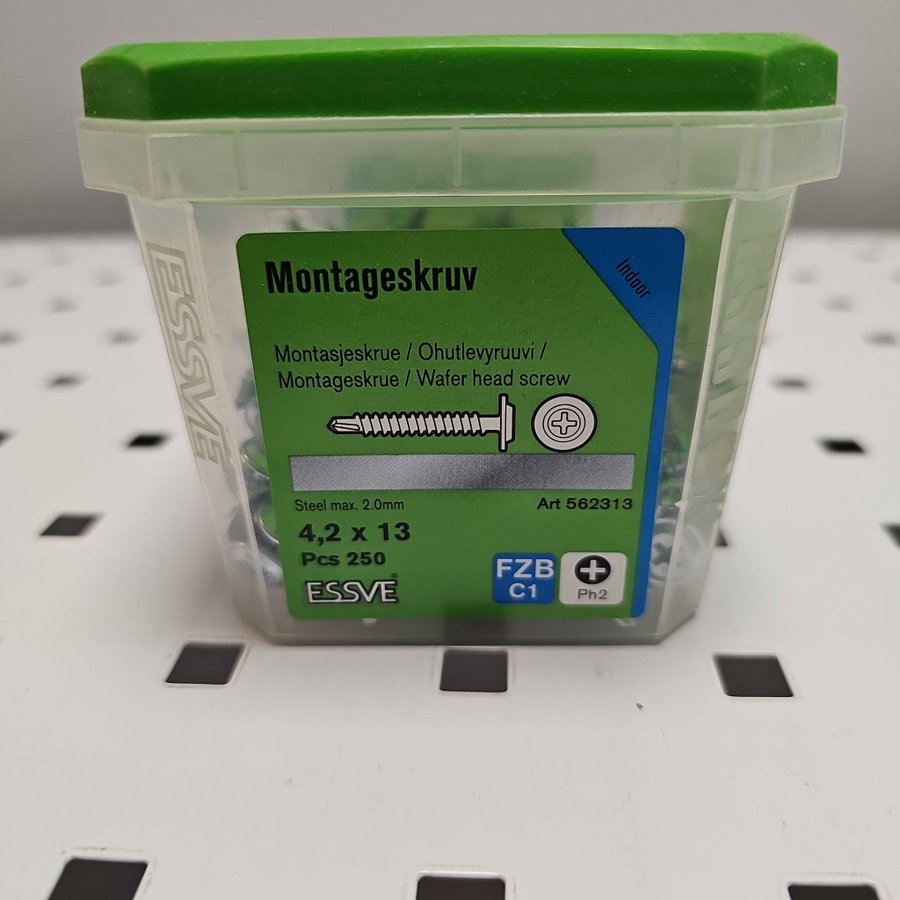 ESSVE
Montageskruv
Indoor
Montasjeskrue / Ohutlevyruuvi /
Montageskrue / Wafer head screw
Steel max. 2.0mm
Art 562313
4,2 x 13
Pcs 250
ESSVE®
FZB
C1
Ph2